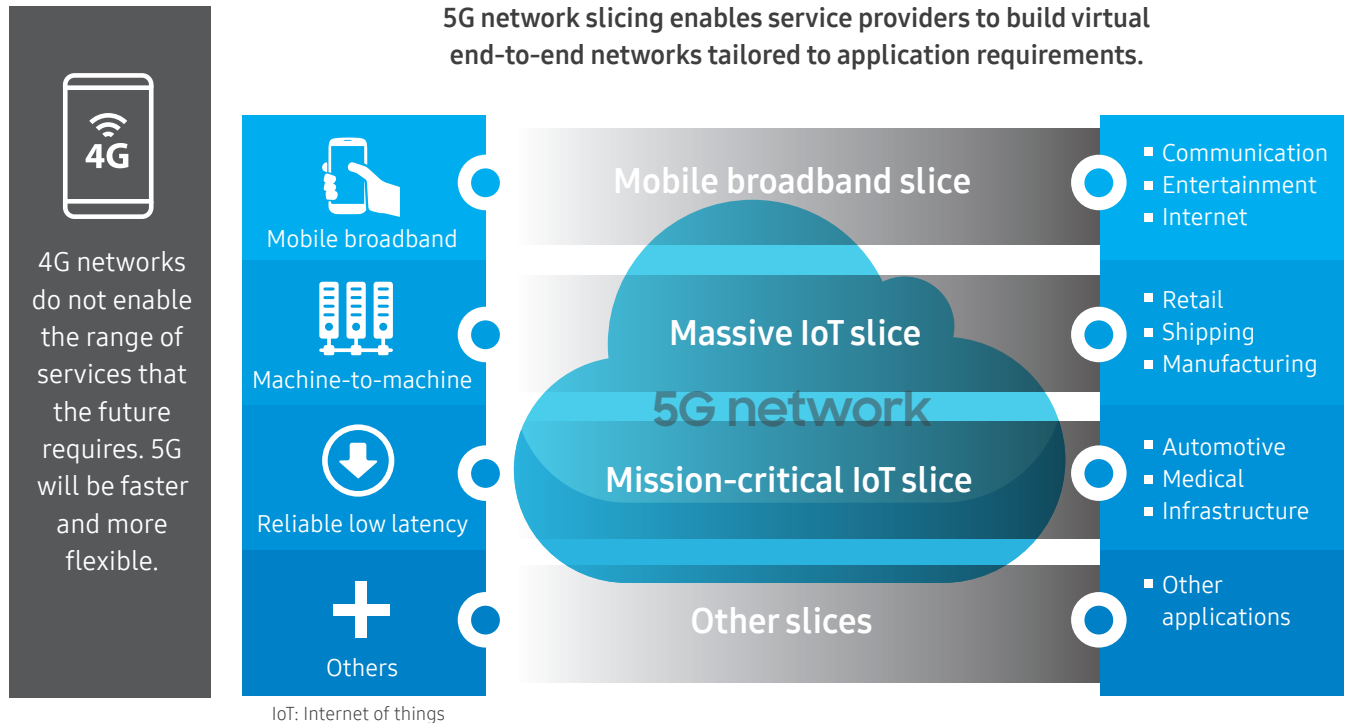 5G network slicing enables service providers to build virtual
end-to-end networks tailored to application requirements.
4G
4G networks
do not enable
the range of
services that
the future
requires. 5G
will be faster
and more
flexible.
Mobile broadband
Mobile broadband slice
▪ Communication
▪ Entertainment
▪ Internet
Machine-to-machine
Massive IoT slice
▪ Retail
▪ Shipping
▪ Manufacturing
5G network
Reliable low latency
Mission-critical IoT slice
▪ Automotive
▪ Medical
▪ Infrastructure
Others
Other slices
▪ Other
applications
IoT: Internet of things